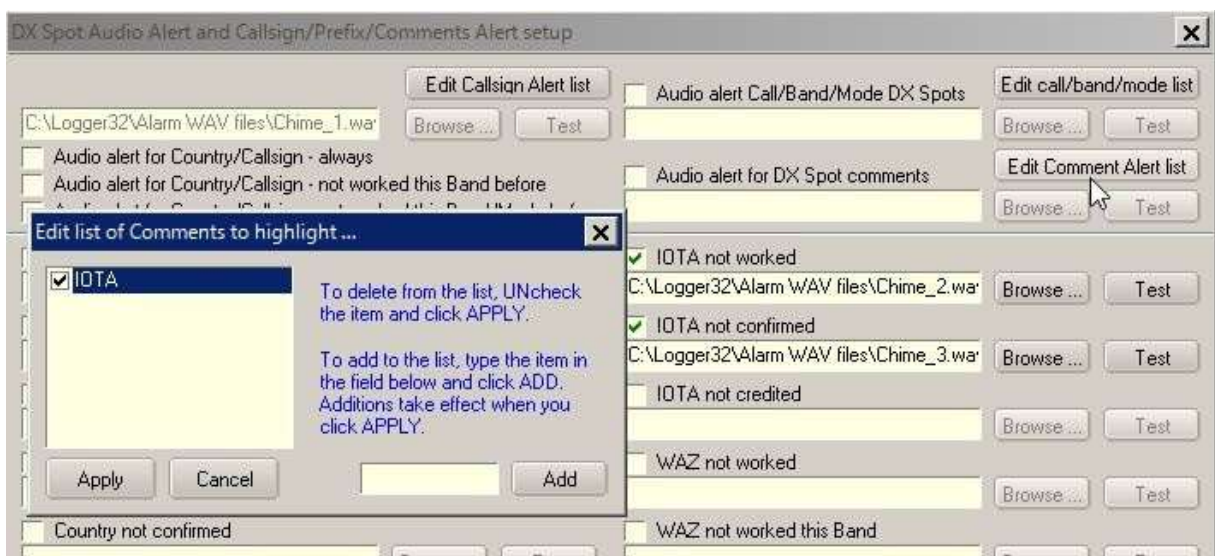 DX Spot Audio Alert and Callsign/Prefix/Comments Alert setup
Edit Callsign Alert list
Audio alert Call/Band/Mode DX Spots
Edit call/band/mode list
C:\Logger32\Alarm WAV files\Chime_1.wa
Browse ...
Test
Browse ...
Test
Audio alert for Country/Callsign - always
Edit Comment Alert list
Audio alert for Country/Callsign - not worked this Band before
Audio alert for DX Spot comments
Browse ...
Test
Edit list of Comments to highlight ...
IOTA
To delete from the list, UNcheck
the item and click APPLY.
To add to the list, type the item in
the field below and click ADD.
Additions take effect when you
click APPLY.
Apply
Cancel
Add
IOTA not worked
C:\Logger32\Alarm WAV files\Chime_2.wa
Browse ...
Test
IOTA not confirmed
C:\Logger32\Alarm WAV files\Chime_3.wa
Browse ...
Test
IOTA not credited
Browse ...
Test
WAZ not worked
Browse ...
Test
Country not confirmed
WAZ not worked this Band